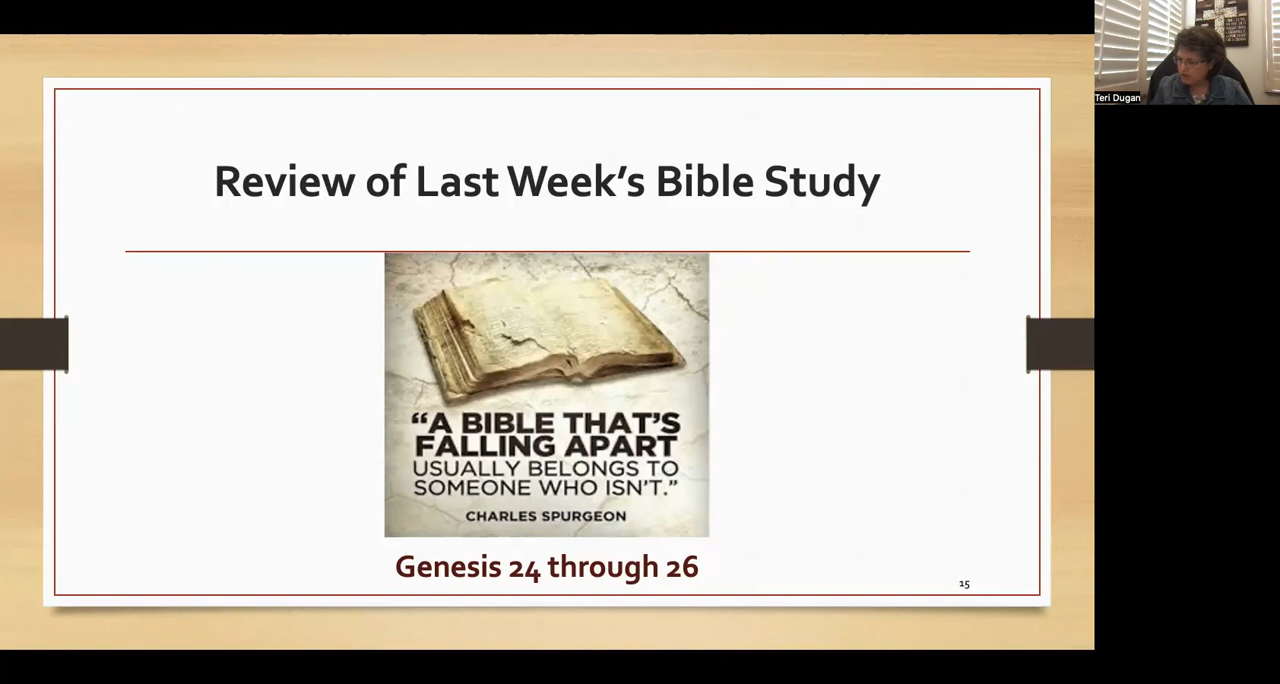 Review of Last Week's Bible Study
"A BIBLE THAT'S
FALLING APART
USUALLY BELONGS TO
SOMEONE WHO ISN'T."
CHARLES SPURGEON
Genesis 24 through 26
15
Teri Dugan